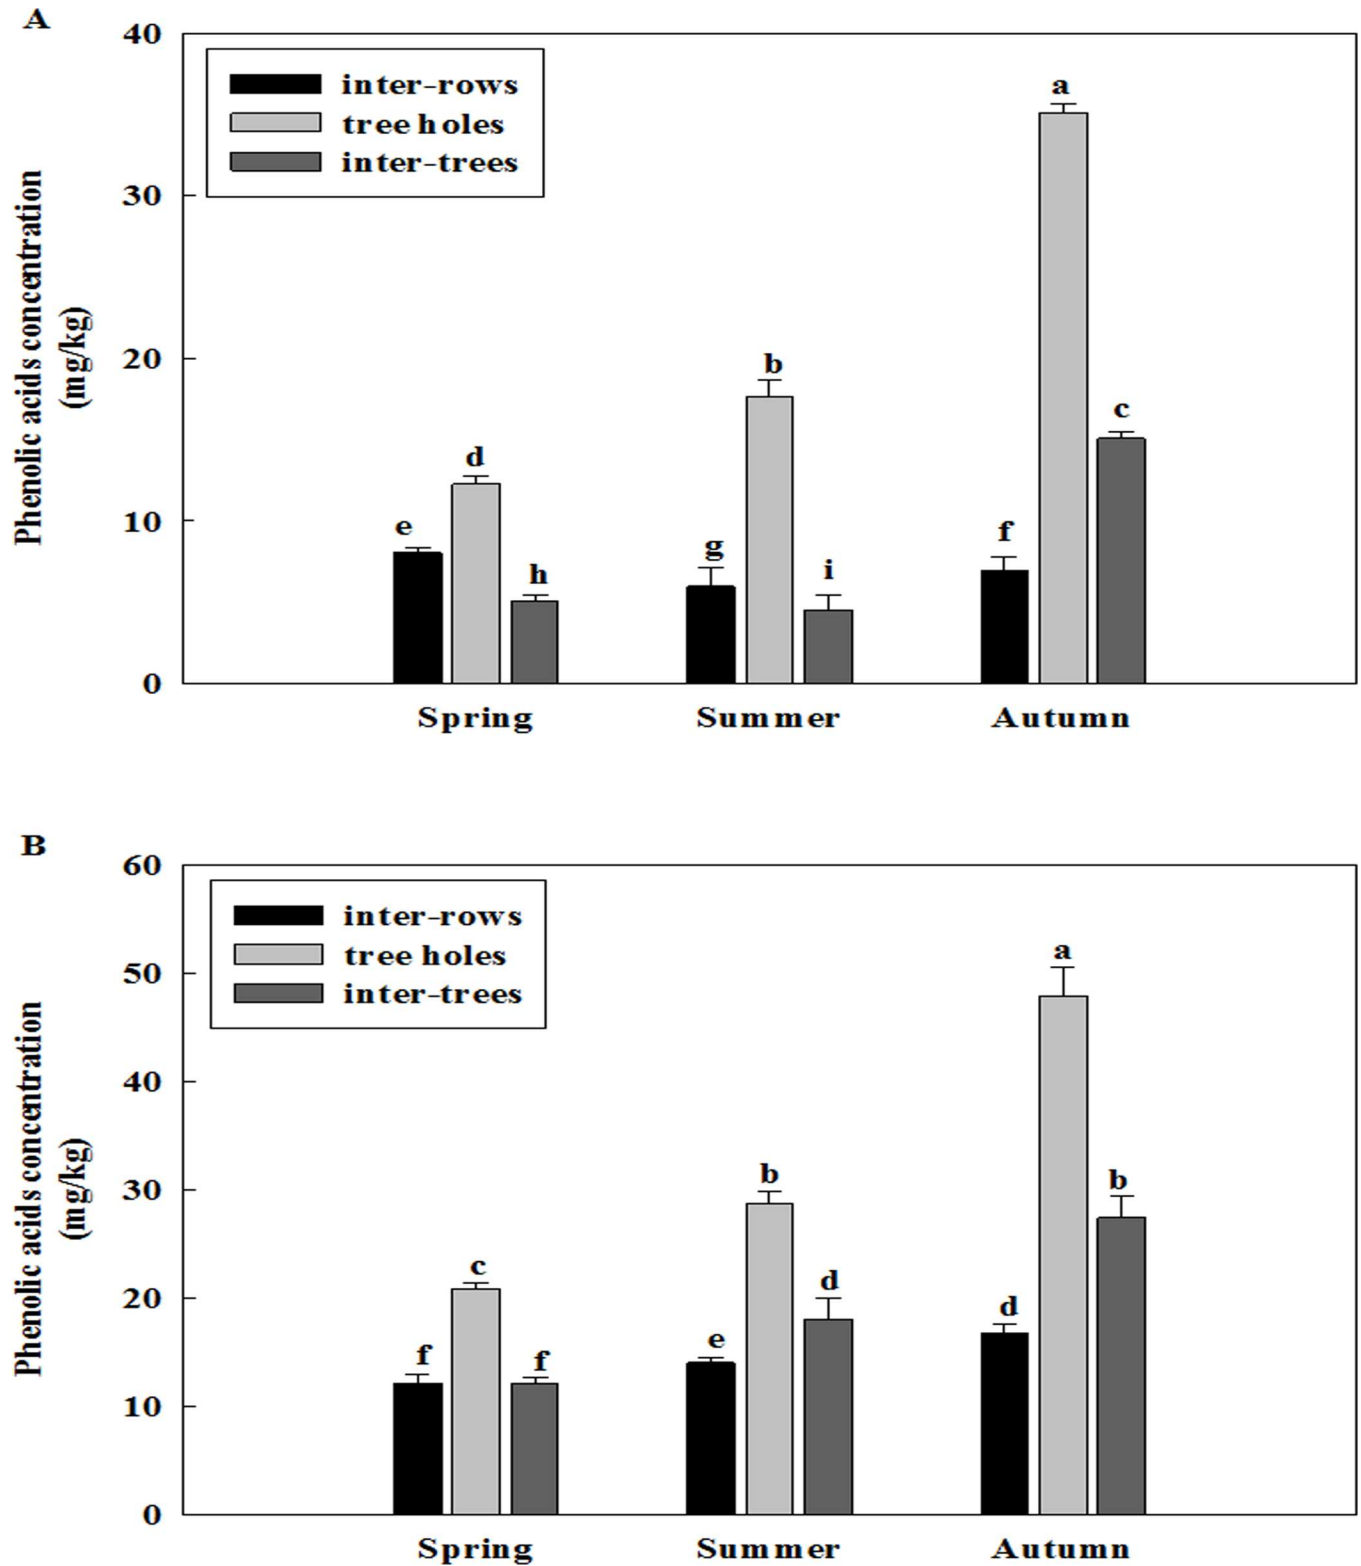 A
40
30
20
10
0
Phenolic acids concentration
(mg/kg)
inter-rows
tree holes
inter-trees
e
d
h
g
b
i
f
a
c
Spring
Summer
Autumn
B
60
50
40
30
20
10
0
Phenolic acids concentration
(mg/kg)
inter-rows
tree holes
inter-trees
f
c
f
e
b
d
d
a
b
Spring
Summer
Autumn